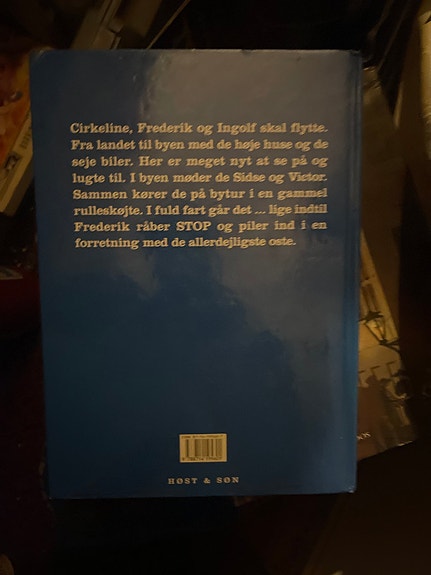 Cirkeline, Frederik og Ingolf skal flytte.
Fra landet til byen med de høje huse og de
seje biler. Her er meget nyt at se på og
lugte til. I byen møder de Sidse og Victor.
Sammen kører de på bytur i en gammel
rulleskøjte. I fuld fart går det ... lige indtil
Frederik råber STOP og piler ind i en
forretning med de allerdejligste oste.
HØST & SØN